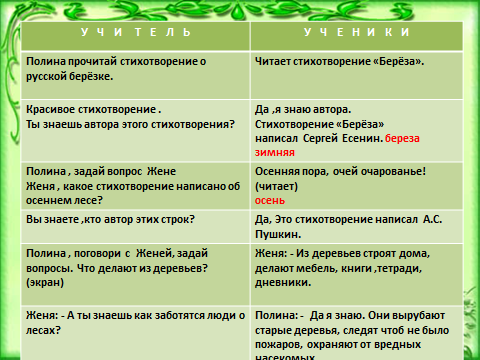 У Ч И Т Е Л Ь
У Ч Е Н И К И
Полина прочитай стихотворение о
русской берёзке.
Читает стихотворение «Берёза».
Красивое стихотворение .
Ты знаешь автора этого стихотворения?
Да ,я знаю автора.
Стихотворение «Берёза»
написал Сергей Есенин. береза
зимняя
Полина , задай вопрос Жене
Женя , какое стихотворение написано об
осеннем лесе?
Осенняя пора, очей очарованье!
(читает)
осень
Вы знаете ,кто автор этих строк?
Да, Это стихотворение написал А.С.
Пушкин.
Полина , поговори с Женей, задай
вопросы. Что делают из деревьев?
(экран)
Женя: - Из деревьев строят дома,
делают мебель, книги ,тетради,
дневники.
Женя: - А ты знаешь как заботятся люди о
лесах?
Полина: - Да я знаю. Они вырубают
старые деревья, следят чтоб не было
пожаров, охраняют от вредных
насекомых